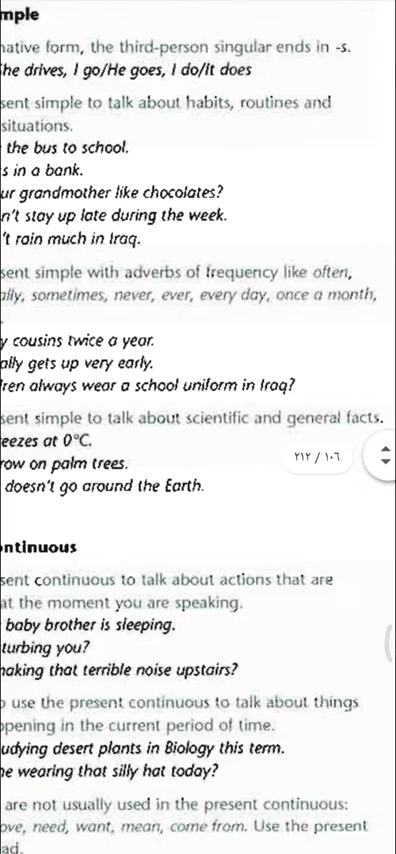 mple
native form, the third-person singular ends in -s.
he drives, I go/He goes, I do/It does
sent simple to talk about habits, routines and
situations.
the bus to school.
s in a bank.
ur grandmother like chocolates?
n't stay up late during the week.
't rain much in Iraq.
sent simple with adverbs of frequency like often,
ally, sometimes, never, ever, every day, once a month,
y cousins twice a year.
ally gets up very early.
ren always wear a school uniform in Iraq?
sent simple to talk about scientific and general facts.
eezes at 0°C.
row on palm trees.
٢١٢ / ١٠٦
doesn't go around the Earth.
ontinuous
sent continuous to talk about actions that are
at the moment you are speaking.
baby brother is sleeping.
turbing you?
naking that terrible noise upstairs?
o use the present continuous to talk about things
ppening in the current period of time.
udying desert plants in Biology this term.
he wearing that silly hat today?
are not usually used in the present continuous:
ove, need, want, mean, come from. Use the present
ad.